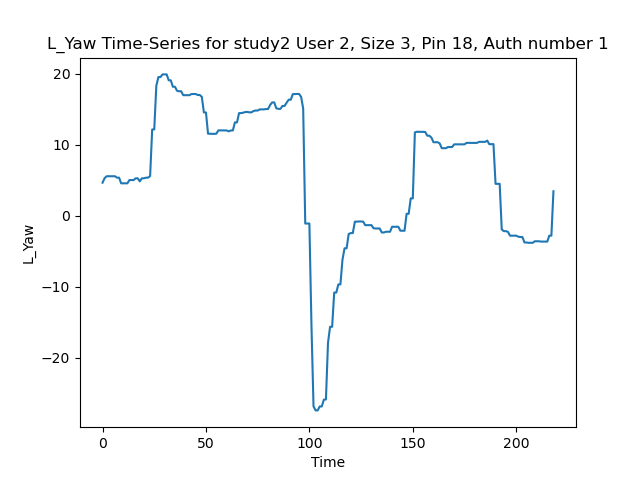 L_Yaw Time-Series for study2 User 2, Size 3, Pin 18, Auth number 1
20
10
0
−10
−20
L_Yaw
0 50 100 150 200
Time